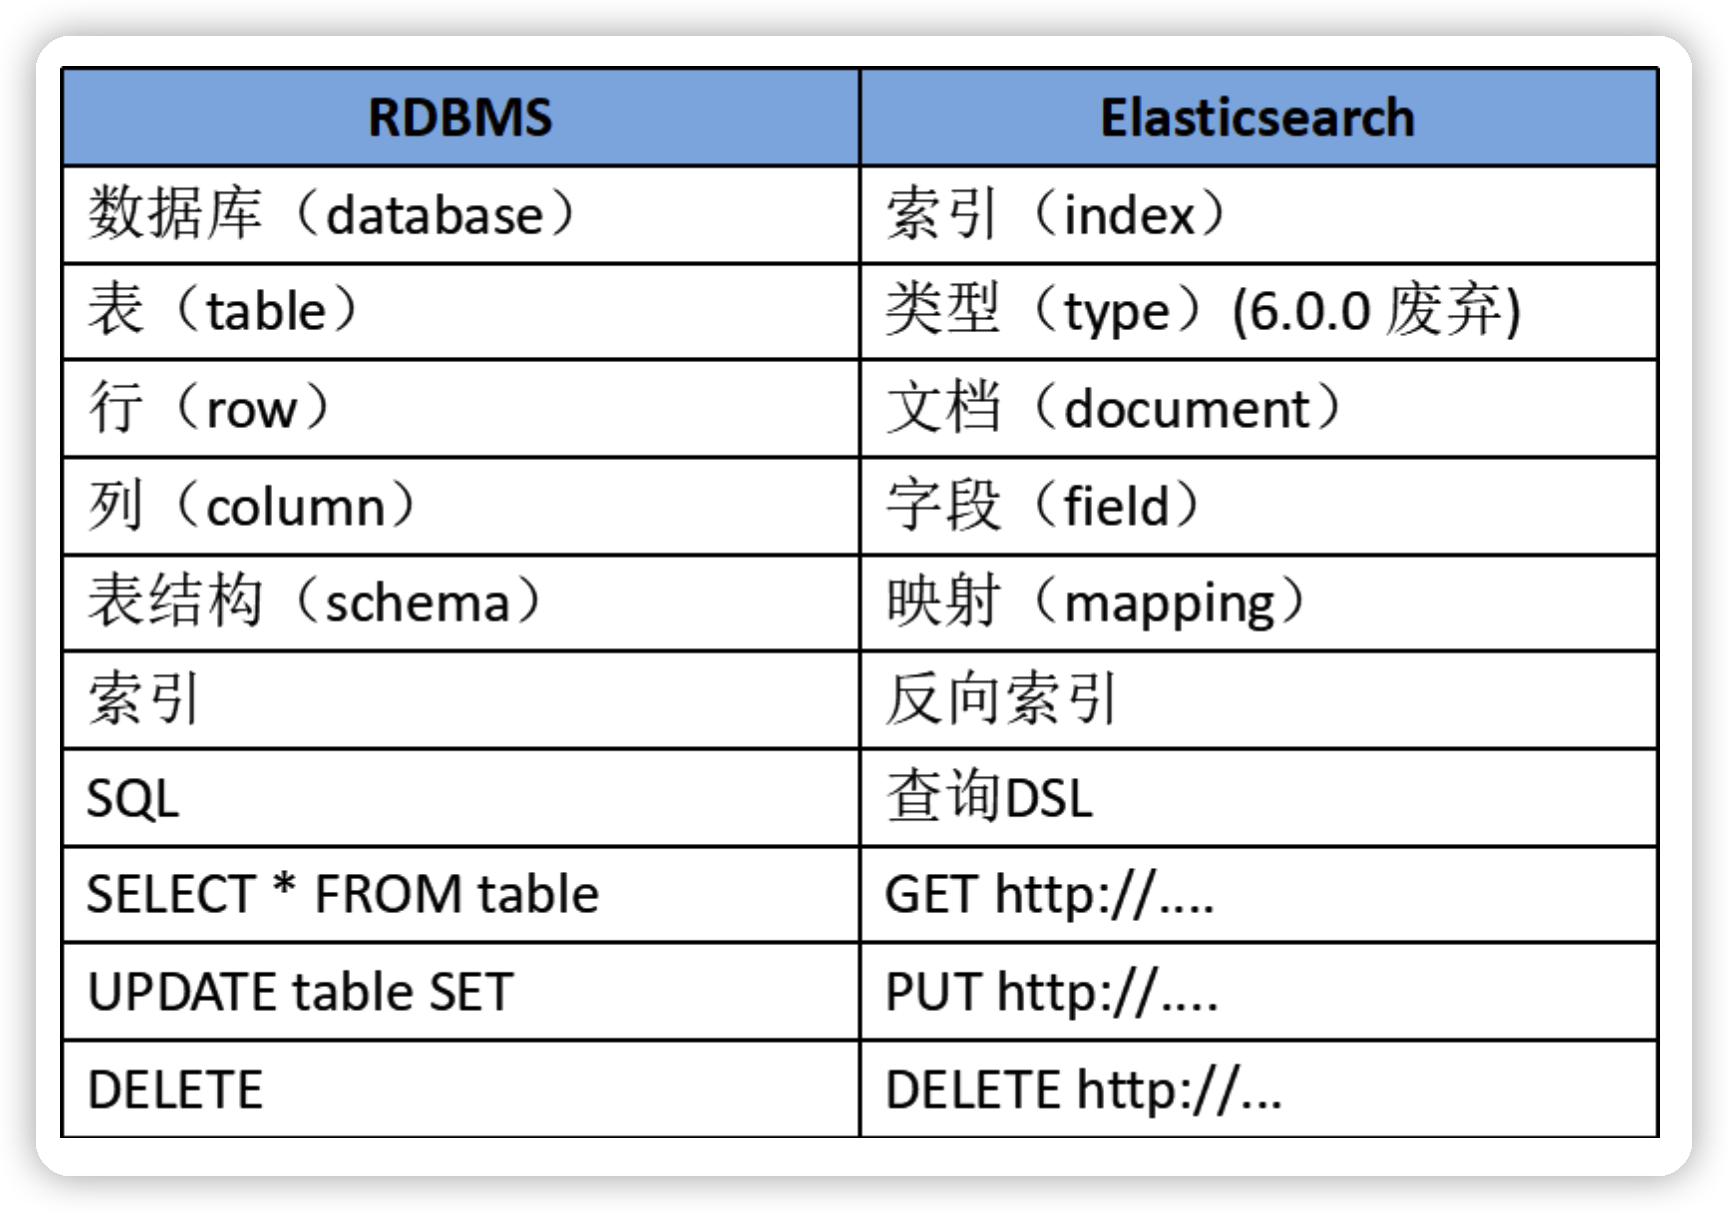 RDBMS Elasticsearch
数据库（database） 索引（index）
表（table） 类型（type）(6.0.0 废弃)
行（row） 文档（document）
列（column） 字段（field）
表结构（schema） 映射（mapping）
索引 反向索引
SQL 查询DSL
SELECT * FROM table GET http://....
UPDATE table SET PUT http://....
DELETE DELETE http://...